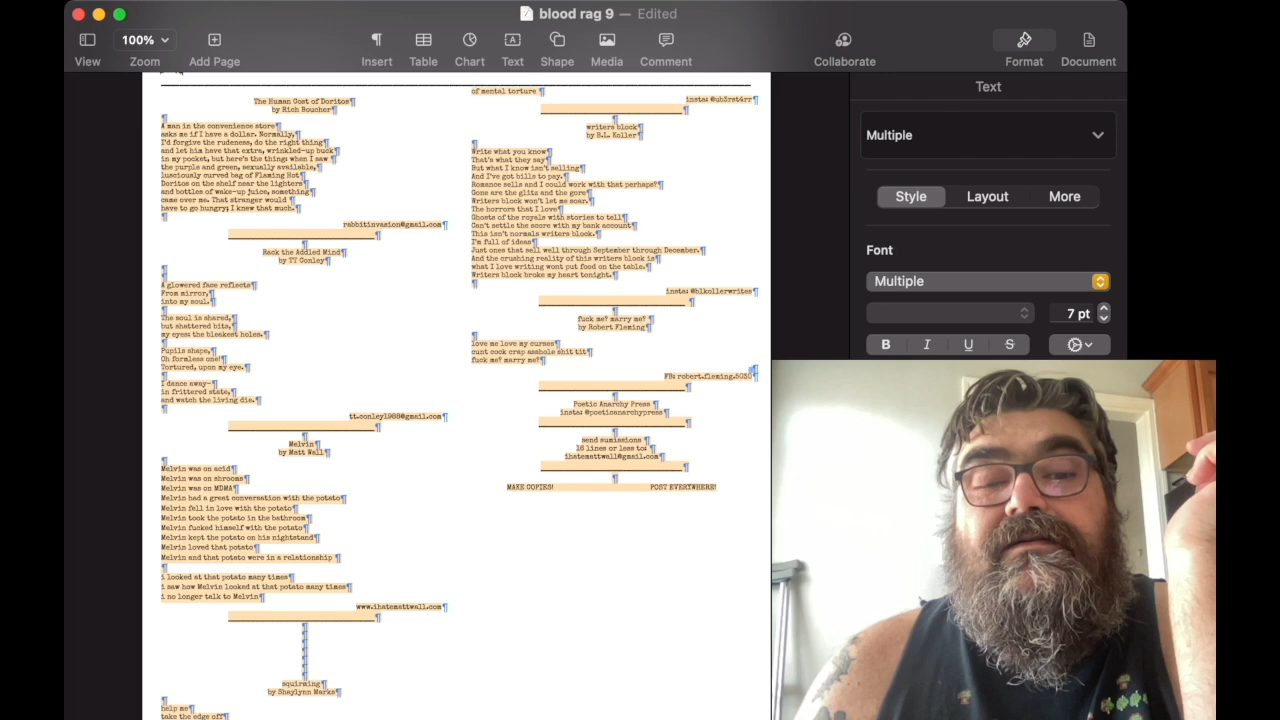 blood rag 9 — Edited
100%
View
Zoom
Add Page
Insert
Table
Chart
Text
Shape
Media
Comment
Collaborate
Format
Document
The Human Cost of Doritos¶
by Rich Boucher¶
¶
A man in the convenience store¶
asks me if I have a dollar. Normally,¶
I'd forgive the rudeness, do the right thing¶
and let him have that extra, wrinkled-up buck¶
in my pocket, but here's the thing: when I saw ¶
the purple and green, sexually available,¶
lusciously curved bag of Flaming Hot¶
Doritos on the shelf near the lighters¶
and bottles of wake-up juice, something¶
came over me. That stranger would ¶
have to go hungry; I knew that much.¶
¶
rabbitinvasion@gmail.com¶
¶
¶
Rack the Addled Mind¶
by TT Conley¶
¶
¶
A glowered face reflects¶
From mirror,¶
into my soul.¶
¶
The soul is shared,¶
but shattered bits,¶
my eyes: the bleakest holes.¶
¶
Pupils shape,¶
Oh formless one!¶
Tortured, upon my eye.¶
¶
I dance away-¶
in frittered state,¶
and watch the living die.¶
¶
tt.conley1988@gmail.com¶
¶
¶
Melvin¶
by Matt Wall¶
¶
Melvin was on acid¶
Melvin was on shrooms¶
Melvin was on MDMA¶
Melvin had a great conversation with the potato¶
Melvin fell in love with the potato¶
Melvin took the potato in the bathroom¶
Melvin fucked himself with the potato¶
Melvin kept the potato on his nightstand¶
Melvin loved that potato¶
Melvin and that potato were in a relationship ¶
¶
i looked at that potato many times¶
i saw how Melvin looked at that potato many times¶
i no longer talk to Melvin¶
www.ihatemattwall.com¶
¶
¶
¶
¶
¶
¶
¶
¶
squirming¶
by Shaylynn Marks¶
¶
help me¶
take the edge off¶
of mental torture ¶
insta: @ub3rst4rr¶
¶
¶
writers block¶
by B.L. Koller¶
¶
Write what you know¶
That's what they say¶
But what I know isn't selling¶
And I've got bills to pay.¶
Romance sells and I could work with that perhaps?¶
Gone are the glitz and the gore¶
Writers block won't let me soar.¶
The horrors that I love¶
Ghosts of the royals with stories to tell¶
Can't settle the score with my bank account¶
This isn't normals writers block.¶
I'm full of ideas¶
Just ones that sell well through September through December.¶
And the crushing reality of this writers block is¶
what I love writing wont put food on the table.¶
Writers block broke my heart tonight.¶
¶
insta: @blkollerwrites¶
¶
¶
fuck me? marry me? ¶
by Robert Fleming¶
¶
love me love my curses¶
cunt cock crap asshole shit tit¶
fuck me? marry me?¶
¶
FB: robert.fleming.5030¶
¶
¶
Poetic Anarchy Press ¶
insta: @poeticanarchypress¶
¶
¶
send sumissions ¶
16 lines or less to:¶
ihatemattwall@gmail.com¶
¶
¶
MAKE COPIES! POST EVERYWHERE!
Text
Multiple
Style
Layout
More
Font
Multiple
7 pt
B
I
U
S